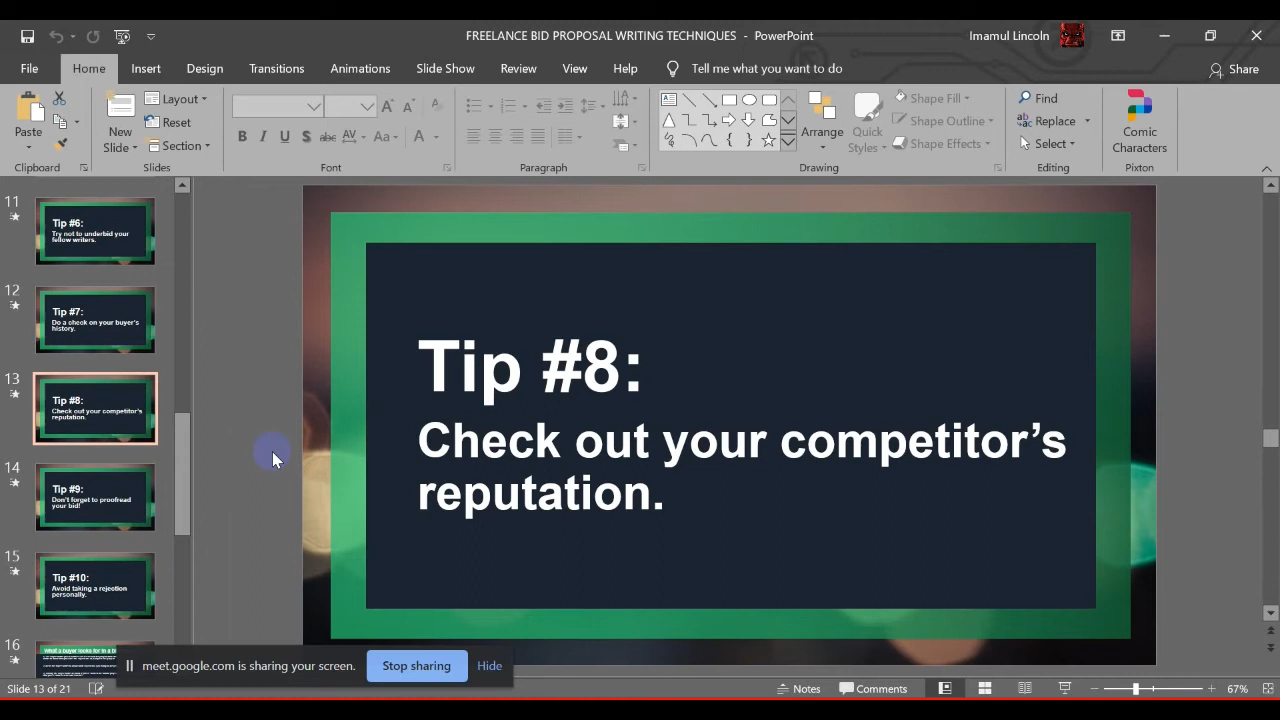 FREELANCE BID PROPOSAL WRITING TECHNIQUES - PowerPoint
Imamul Lincoln
File Home Insert Design Transitions Animations Slide Show Review View Help Tell me what you want to do Share
Paste
Clipboard
New Slide
Layout
Reset
Section
Slides
Font
Paragraph
Arrange
Quick Styles
Shape Fill
Shape Outline
Shape Effects
Drawing
Find
Replace
Select
Editing
Comic Characters
Pixton
11
Tip #6:
Try not to underbid your
fellow writers.
12
Tip #7:
Do a check on your buyer's
history.
13
Tip #8:
Check out your competitor's
reputation.
14
Tip #9:
Don't forget to proofread
your bid!
15
Tip #10:
Avoid taking a rejection
personally.
16
What a buyer looks for in a b
Tip #8:
Check out your competitor’s
reputation.
meet.google.com is sharing your screen.
Stop sharing
Hide
Slide 13 of 21
Notes
Comments
67%